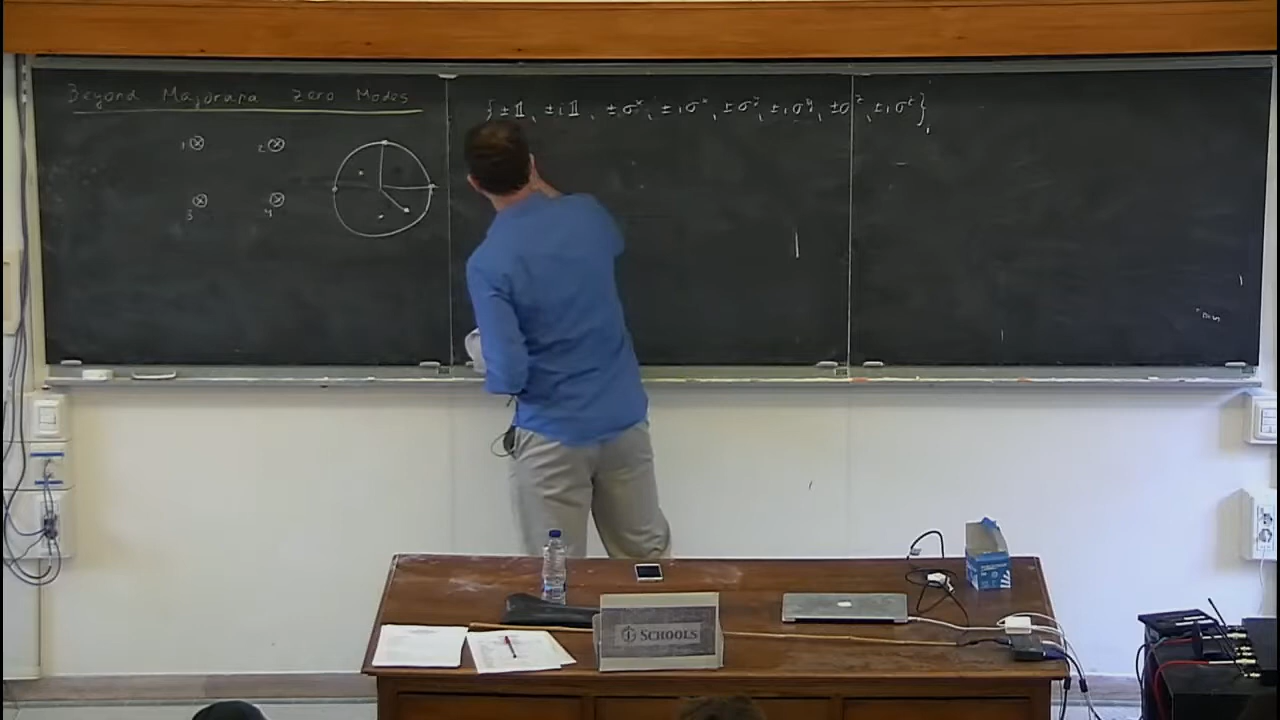 Beyond Majorana Zero Modes
{±𝟙, ±i𝟙, ±σˣ, ±iσˣ, ±σʸ, ±iσʸ, ±σᶻ, ±iσᶻ},
1 ⊗ 2 ⊗
3 ⊗ 4 ⊗
SCHOOLS